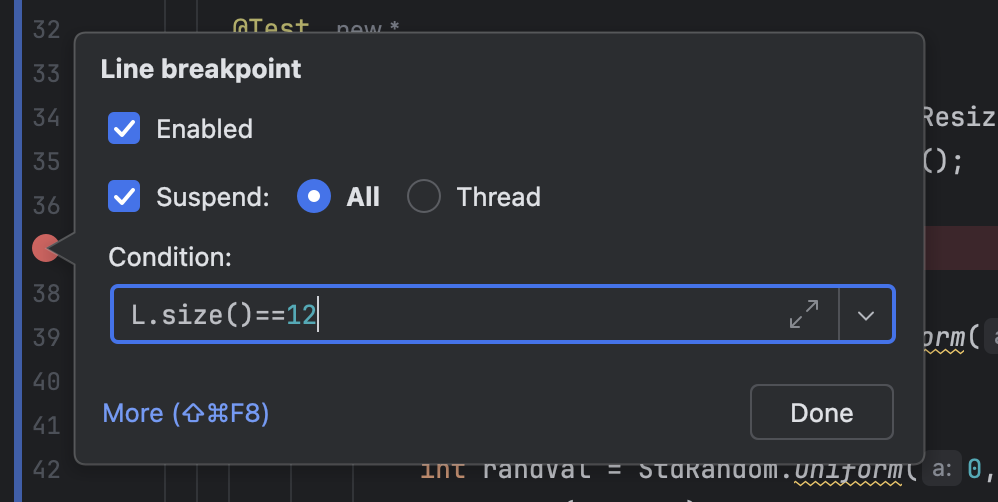 32 @Test new *
33 Line breakpoint
34 Enabled Resiz
35 ();
36 Suspend: All Thread
Condition:
38 L.size()==12
39 orm(
40
More (⇧⌘F8) Done
41
42 int randVal = StdRandom.uniform( a: 0,